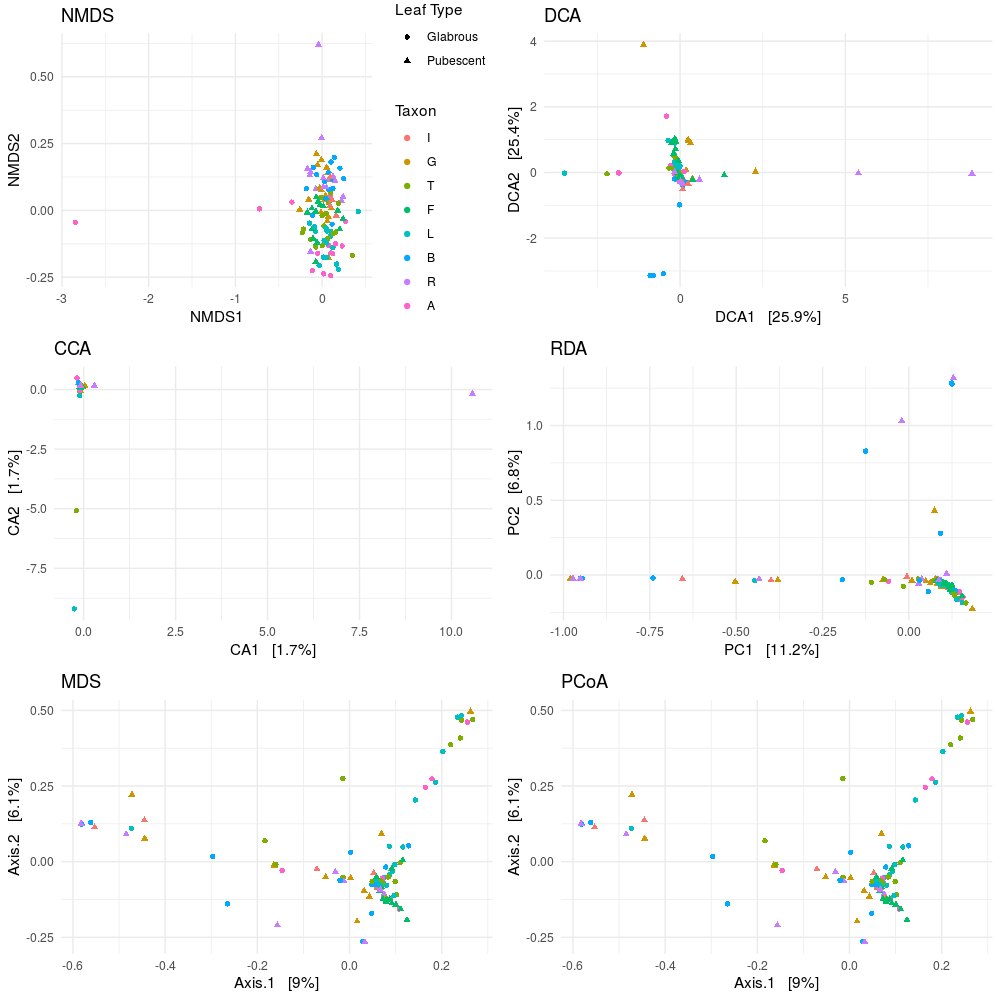 NMDS
0.50
0.25
0.00
-0.25
-3
-2
-1
0
NMDS1
NMDS2
Leaf Type
Glabrous
Pubescent
Taxon
I
G
T
F
L
B
R
A
DCA
4
2
0
-2
0
5
DCA1 [25.9%]
DCA2 [25.4%]
CCA
0.0
-2.5
-5.0
-7.5
0.0
2.5
5.0
7.5
10.0
CA1 [1.7%]
CA2 [1.7%]
RDA
1.0
0.5
0.0
-1.00
-0.75
-0.50
-0.25
0.00
PC1 [11.2%]
PC2 [6.8%]
MDS
0.50
0.25
0.00
-0.25
-0.6
-0.4
-0.2
0.0
0.2
Axis.1 [9%]
Axis.2 [6.1%]
PCoA
0.50
0.25
0.00
-0.25
-0.6
-0.4
-0.2
0.0
0.2
Axis.1 [9%]
Axis.2 [6.1%]